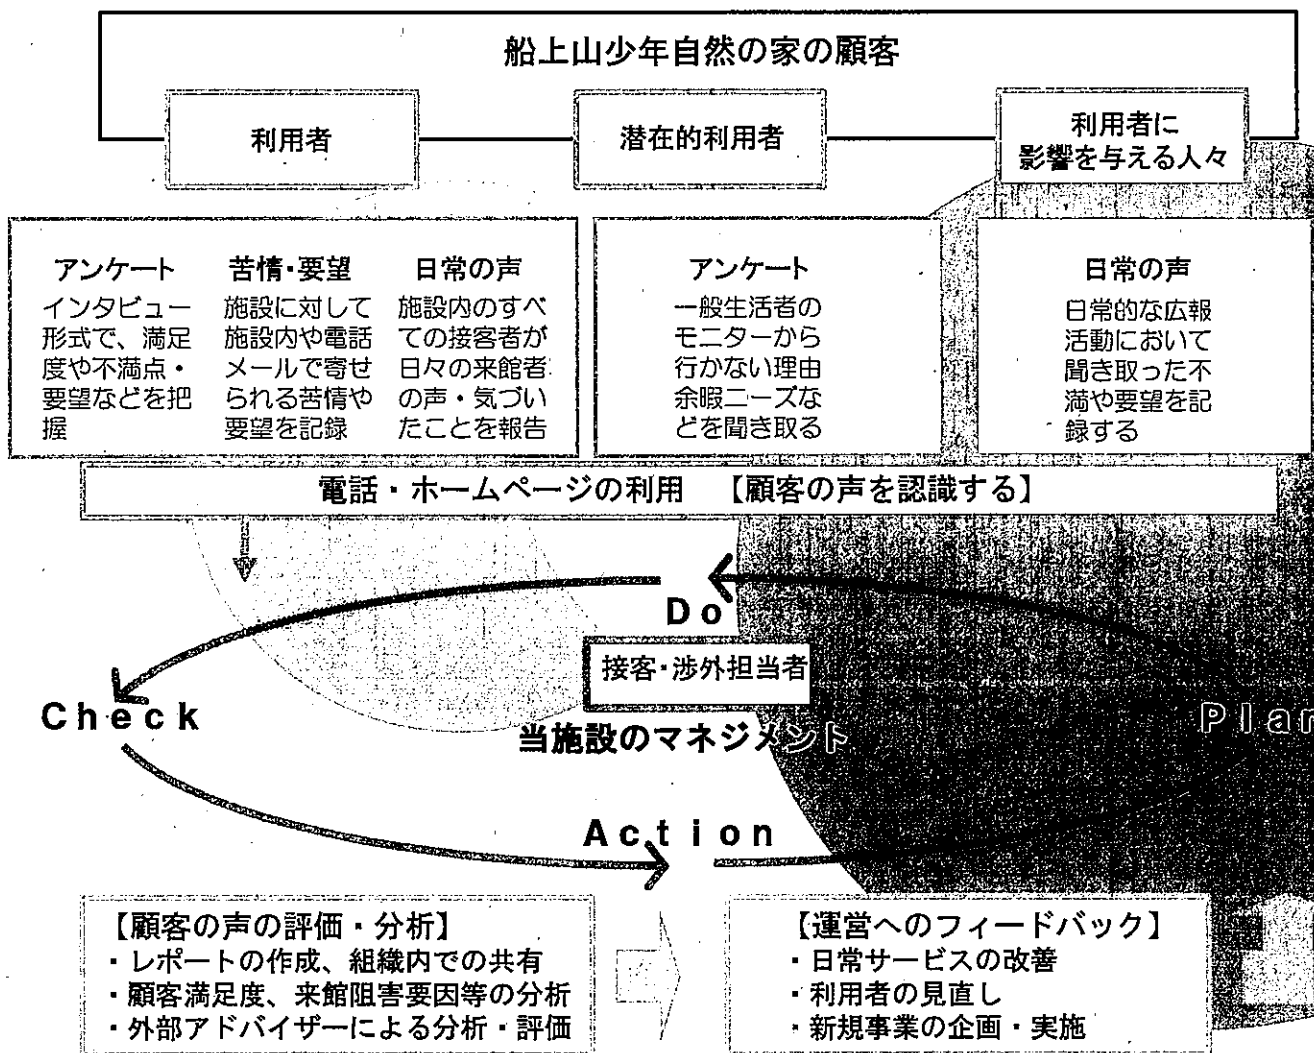 船上山少年自然の家の顧客
利用者
潜在的利用者
利用者に
影響を与える人々
アンケート
インタビュー
形式で、満足
度や不満点・
要望などを把
握
苦情・要望
施設に対して
施設内や電話
メールで寄せ
られる苦情や
要望を記録
日常の声
施設内のすべ
ての接客者が
日々の来館者
の声・気づい
たことを報告
アンケート
一般生活者の
モニターから
行かない理由
余暇ニーズな
どを聞き取る
日常の声
日常的な広報
活動において
聞き取った不
満や要望を記
録する
電話・ホームページの利用 【顧客の声を認識する】
Do
接客・渉外担当者
Check
Plan
当施設のマネジメント
Action
【顧客の声の評価・分析】
・レポートの作成、組織内での共有
・顧客満足度、来館阻害要因等の分析
・外部アドバイザーによる分析・評価
【運営へのフィードバック】
・日常サービスの改善
・利用者の見直し
・新規事業の企画・実施